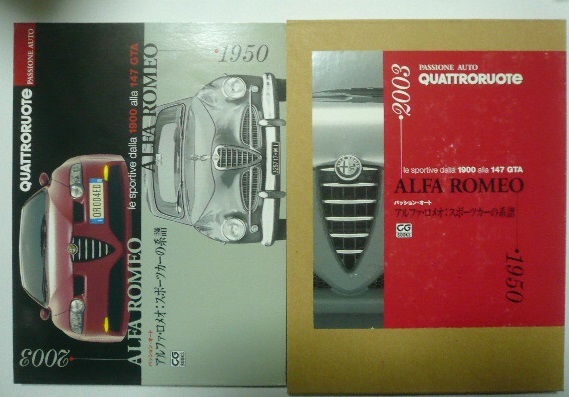 QUATTRORUOTE PASSIONE AUTO
le sportive dalla 1900 alla 147 GTA
ALFA ROMEO
ALFA ROMEO
パッション・オート
アルファ・ロメオ：スポーツカーの系譜
CG BOOKS
1950
2003
PASSIONE AUTO
QUATTRORUOTE
2003
le sportive dalla 1900 alla 147 GTA
ALFA ROMEO
パッション・オート
アルファ・ロメオ：スポーツカーの系譜
CG BOOKS
1950